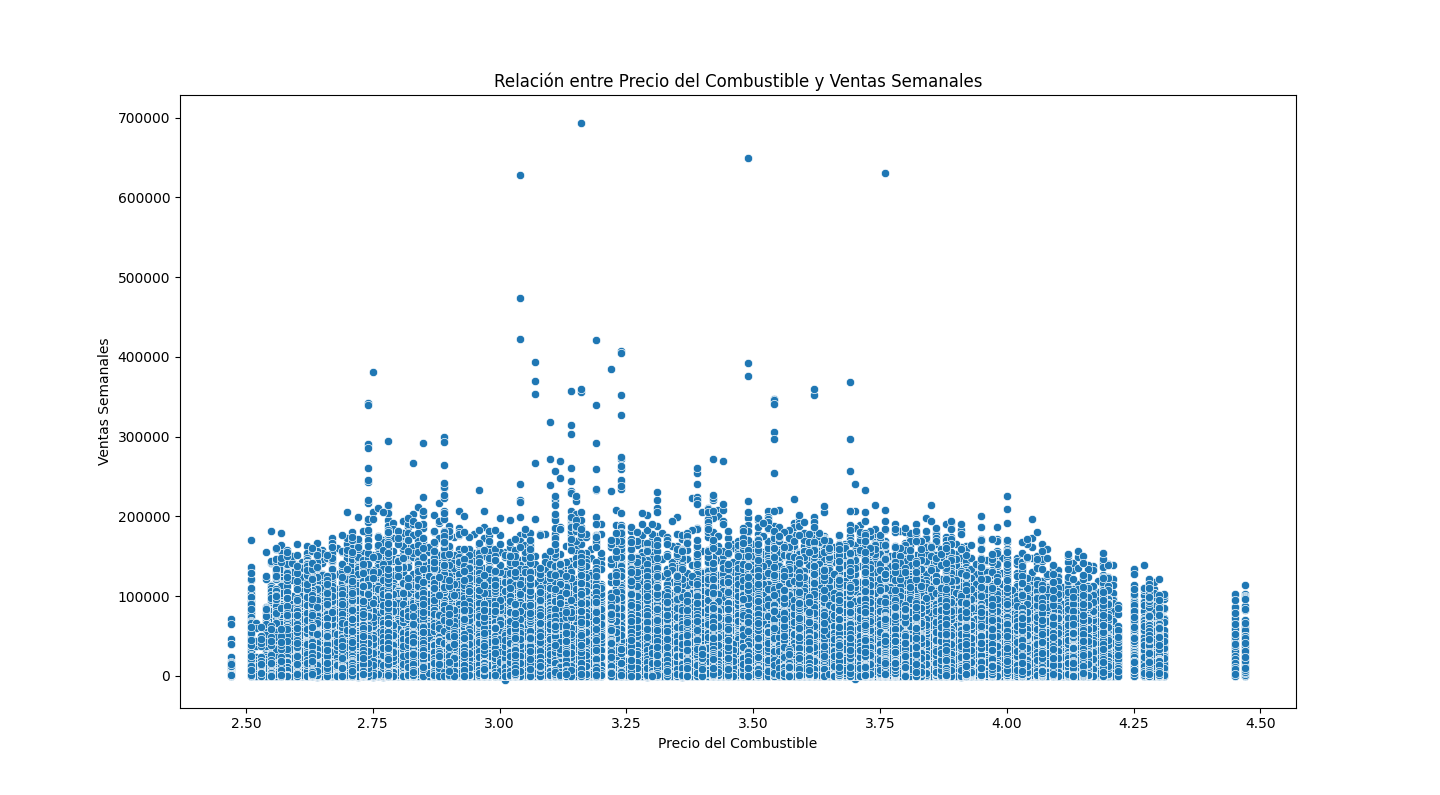 Relación entre Precio del Combustible y Ventas Semanales
700000
600000
500000
400000
300000
200000
100000
0
Ventas Semanales
2.50 2.75 3.00 3.25 3.50 3.75 4.00 4.25 4.50
Precio del Combustible